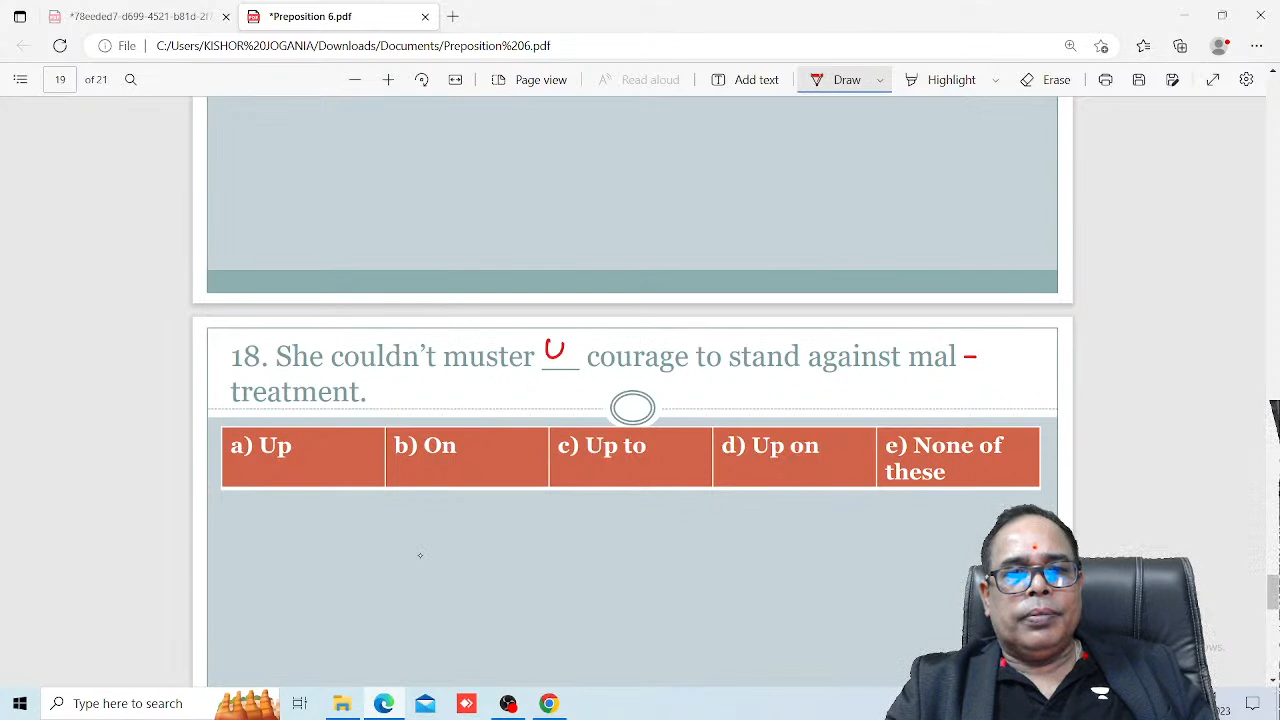 *78eeded7-d699-4521-b81d-2f7
*Preposition 6.pdf
File
C:/Users/KISHOR%20JOGANIA/Downloads/Documents/Preposition%206.pdf
19 of 21
Page view
Read aloud
Add text
Draw
Highlight
Erase
18. She couldn't muster U courage to stand against mal -
treatment.
a) Up
b) On
c) Up to
d) Up on
e) None of
these
Type here to search